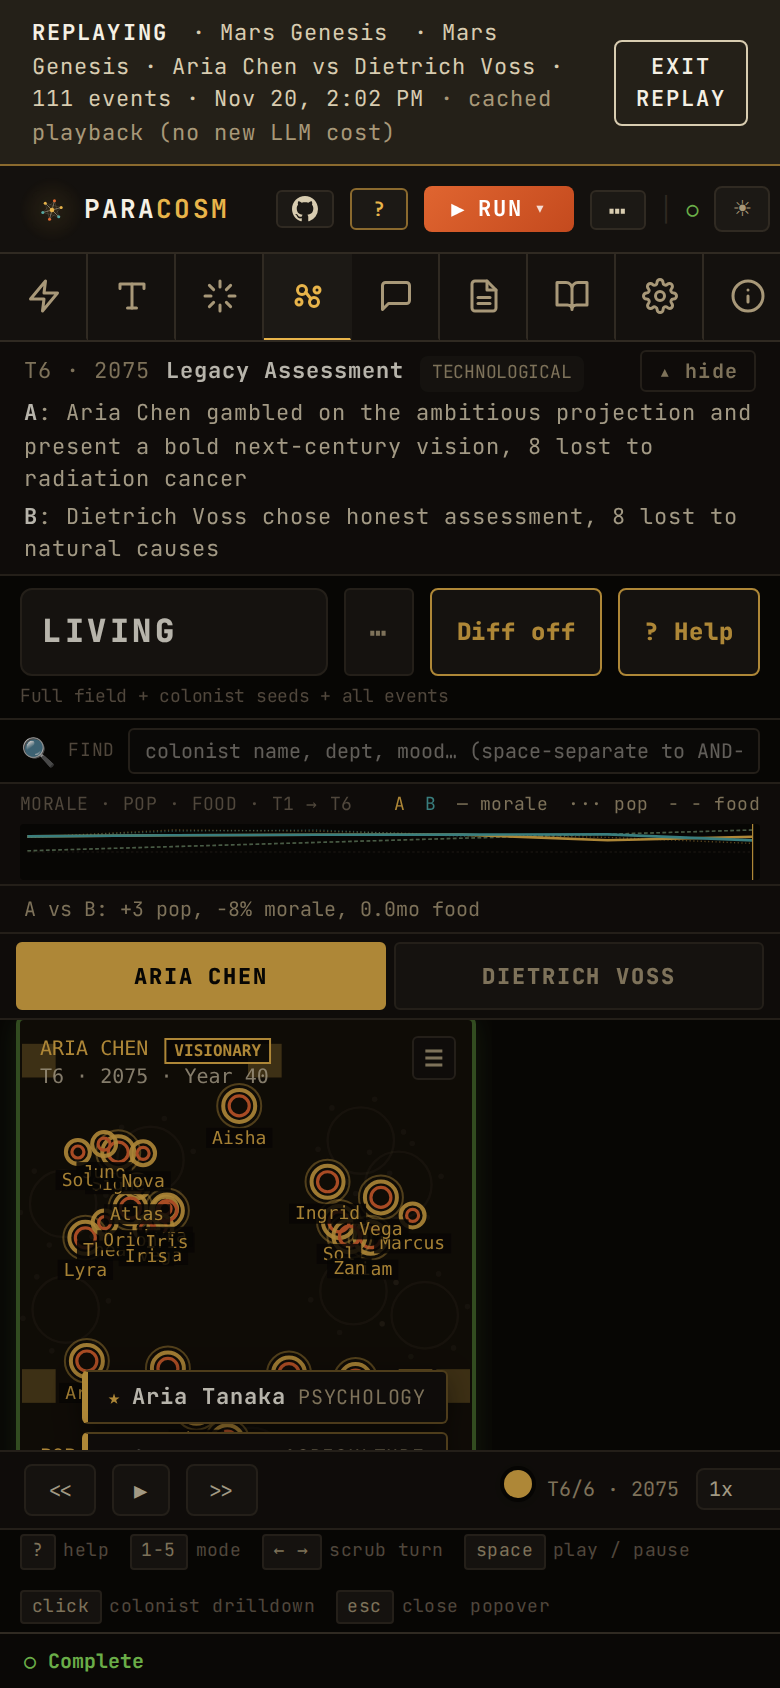 REPLAYING · Mars Genesis · Mars
Genesis · Aria Chen vs Dietrich Voss ·
111 events · Nov 20, 2:02 PM · cached
playback (no new LLM cost)
EXIT
REPLAY
PARACOSM
?
▶ RUN ▾
…
T6 · 2075 Legacy Assessment TECHNOLOGICAL
▴ hide
A: Aria Chen gambled on the ambitious projection and
present a bold next-century vision, 8 lost to
radiation cancer
B: Dietrich Voss chose honest assessment, 8 lost to
natural causes
LIVING
…
Diff off
? Help
Full field + colonist seeds + all events
FIND
colonist name, dept, mood… (space-separate to AND-
MORALE · POP · FOOD · T1 → T6
A B — morale ··· pop - - food
A vs B: +3 pop, -8% morale, 0.0mo food
ARIA CHEN
DIETRICH VOSS
ARIA CHEN VISIONARY
T6 · 2075 · Year 40
Aisha
June
Sol
Nova
Ingrid
Atlas
Vega
Marcus
Iris
Sol
Iris
Zan
Lyra
★ Aria Tanaka PSYCHOLOGY
<< ▶ >>
T6/6 · 2075
1x
? help 1-5 mode ← → scrub turn space play / pause
click colonist drilldown esc close popover
Complete